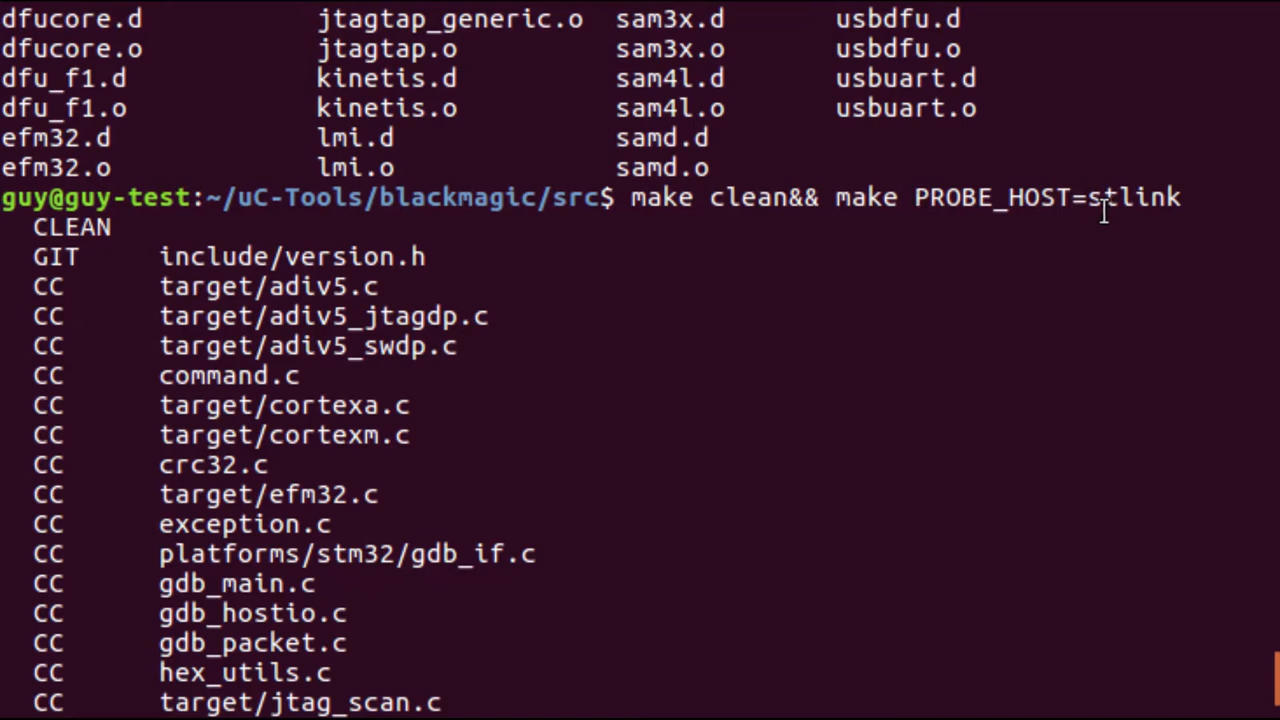 dfucore.d jtagtap_generic.o sam3x.d usbdfu.d
dfucore.o jtagtap.o sam3x.o usbdfu.o
dfu_f1.d kinetis.d sam4l.d usbuart.d
dfu_f1.o kinetis.o sam4l.o usbuart.o
efm32.d lmi.d samd.d
efm32.o lmi.o samd.o
guy@guy-test:~/uC-Tools/blackmagic/src$ make clean&& make PROBE_HOST=stlink
CLEAN
GIT include/version.h
CC target/adiv5.c
CC target/adiv5_jtagdp.c
CC target/adiv5_swdp.c
CC command.c
CC target/cortexa.c
CC target/cortexm.c
CC crc32.c
CC target/efm32.c
CC exception.c
CC platforms/stm32/gdb_if.c
CC gdb_main.c
CC gdb_hostio.c
CC gdb_packet.c
CC hex_utils.c
CC target/jtag_scan.c